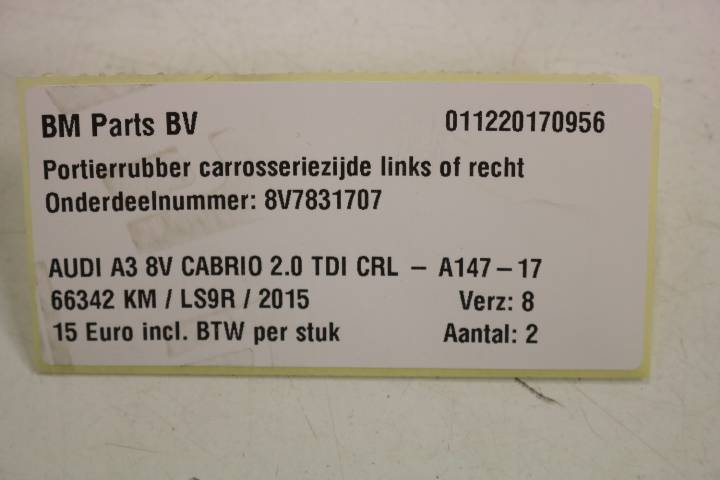 BM Parts BV 011220170956
Portierrubber carrosseriezijde links of recht
Onderdeelnummer: 8V7831707
AUDI A3 8V CABRIO 2.0 TDI CRL – A147-17
66342 KM / LS9R / 2015 Verz: 8
15 Euro incl. BTW per stuk Aantal: 2